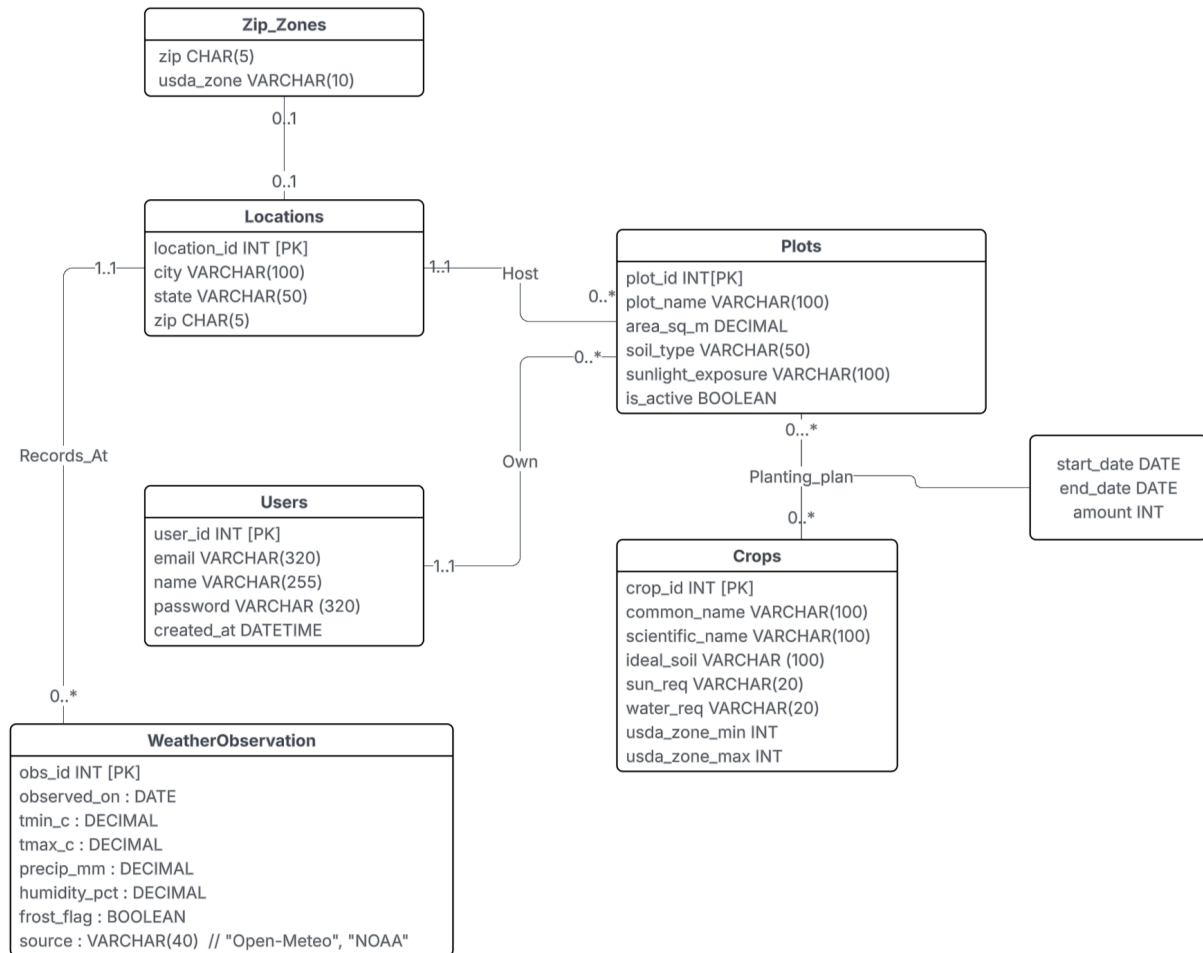 Zip_Zones
zip CHAR(5)
usda_zone VARCHAR(10)
0..1
0..1
Locations
location_id INT [PK]
city VARCHAR(100)
state VARCHAR(50)
zip CHAR(5)
1..1
1..1
Host
0..*
Plots
plot_id INT[PK]
plot_name VARCHAR(100)
area_sq_m DECIMAL
soil_type VARCHAR(50)
sunlight_exposure VARCHAR(100)
is_active BOOLEAN
0..*
0...*
Records_At
Own
Planting_plan
start_date DATE
end_date DATE
amount INT
0..*
Users
user_id INT [PK]
email VARCHAR(320)
name VARCHAR(255)
password VARCHAR (320)
created_at DATETIME
1..1
Crops
crop_id INT [PK]
common_name VARCHAR(100)
scientific_name VARCHAR(100)
ideal_soil VARCHAR (100)
sun_req VARCHAR(20)
water_req VARCHAR(20)
usda_zone_min INT
usda_zone_max INT
0..*
WeatherObservation
obs_id INT [PK]
observed_on : DATE
tmin_c : DECIMAL
tmax_c : DECIMAL
precip_mm : DECIMAL
humidity_pct : DECIMAL
frost_flag : BOOLEAN
source : VARCHAR(40) // "Open-Meteo", "NOAA"